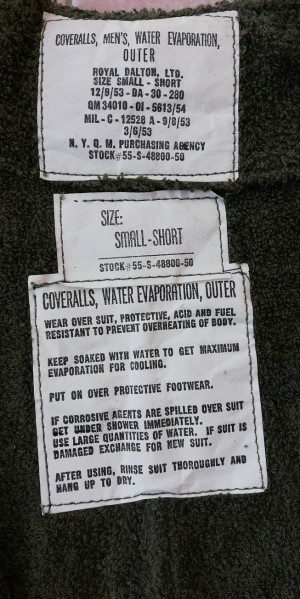 COVERALLS, MEN'S, WATER EVAPORATION,
OUTER
ROYAL DALTON, LTD.
SIZE SMALL - SHORT
12/9/53 - DA - 30 - 280
QM 34010 - OI - 5613/54
MIL - C - 12528 A - 9/8/53
3/6/53
N. Y. Q. M. PURCHASING AGENCY
STOCK#55-S-48800-50
SIZE:
SMALL-SHORT
STOCK#55-S-48800-50
COVERALLS, WATER EVAPORATION, OUTER
WEAR OVER SUIT, PROTECTIVE, ACID AND FUEL
RESISTANT TO PREVENT OVERHEATING OF BODY.
KEEP SOAKED WITH WATER TO GET MAXIMUM
EVAPORATION FOR COOLING.
PUT ON OVER PROTECTIVE FOOTWEAR.
IF CORROSIVE AGENTS ARE SPILLED OVER SUIT
GET UNDER SHOWER IMMEDIATELY.
USE LARGE QUANTITIES OF WATER. IF SUIT IS
DAMAGED EXCHANGE FOR NEW SUIT.
AFTER USING, RINSE SUIT THOROUGHLY AND
HANG UP TO DRY.